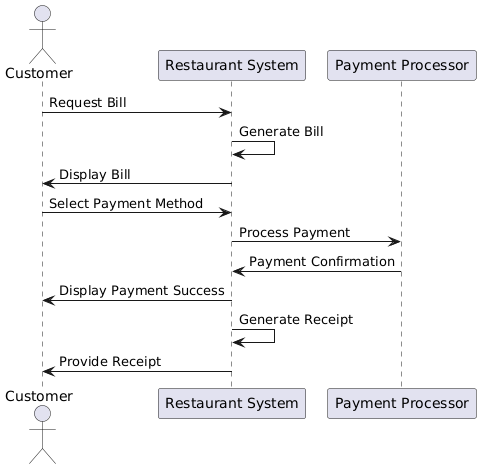 Customer
Restaurant System
Payment Processor
Request Bill
Generate Bill
Display Bill
Select Payment Method
Process Payment
Payment Confirmation
Display Payment Success
Generate Receipt
Provide Receipt
Customer
Restaurant System
Payment Processor